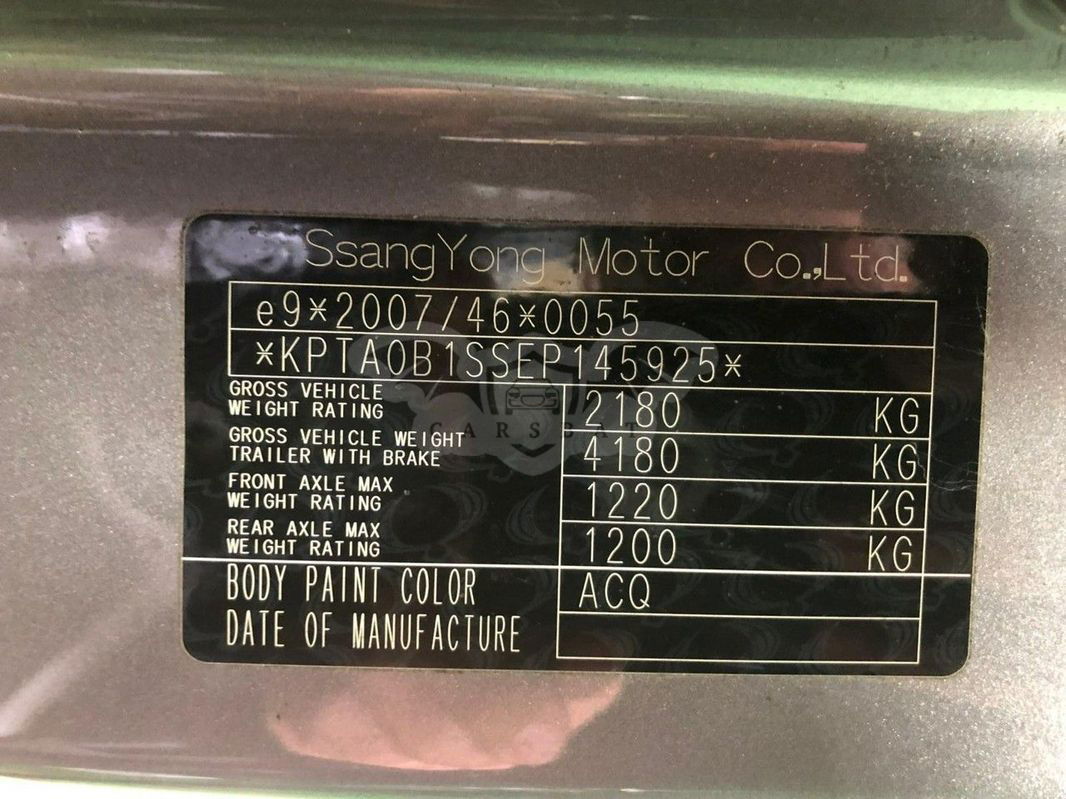 SsangYong Motor Co.,Ltd.
e9*2007/46*0055
*KPTA0B1SSEP145925*
GROSS VEHICLE
WEIGHT RATING
2180 KG
CARSCAT
GROSS VEHICLE WEIGHT
TRAILER WITH BRAKE
4180 KG
FRONT AXLE MAX
WEIGHT RATING
1220 KG
REAR AXLE MAX
WEIGHT RATING
1200 KG
BODY PAINT COLOR
ACQ
DATE OF MANUFACTURE